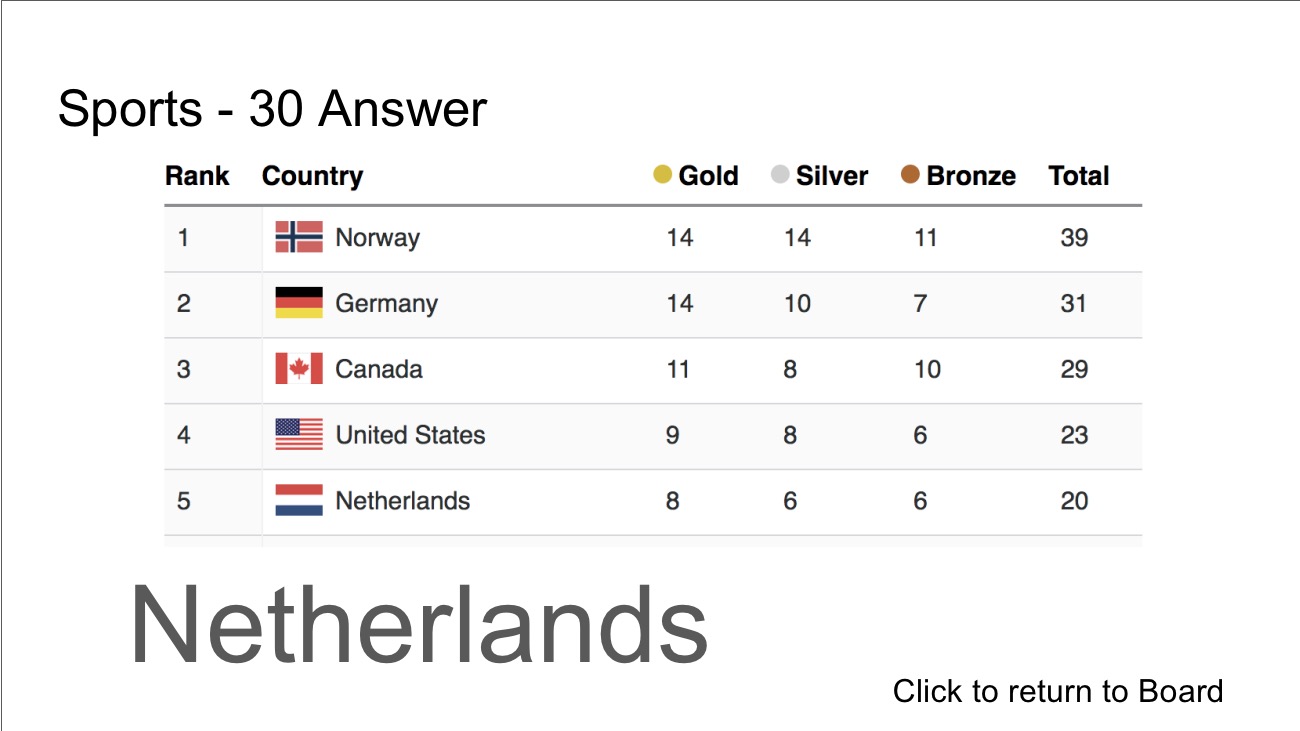 Sports - 30 Answer
Rank Country Gold Silver Bronze Total
1 Norway 14 14 11 39
2 Germany 14 10 7 31
3 Canada 11 8 10 29
4 United States 9 8 6 23
5 Netherlands 8 6 6 20
Netherlands
Click to return to Board